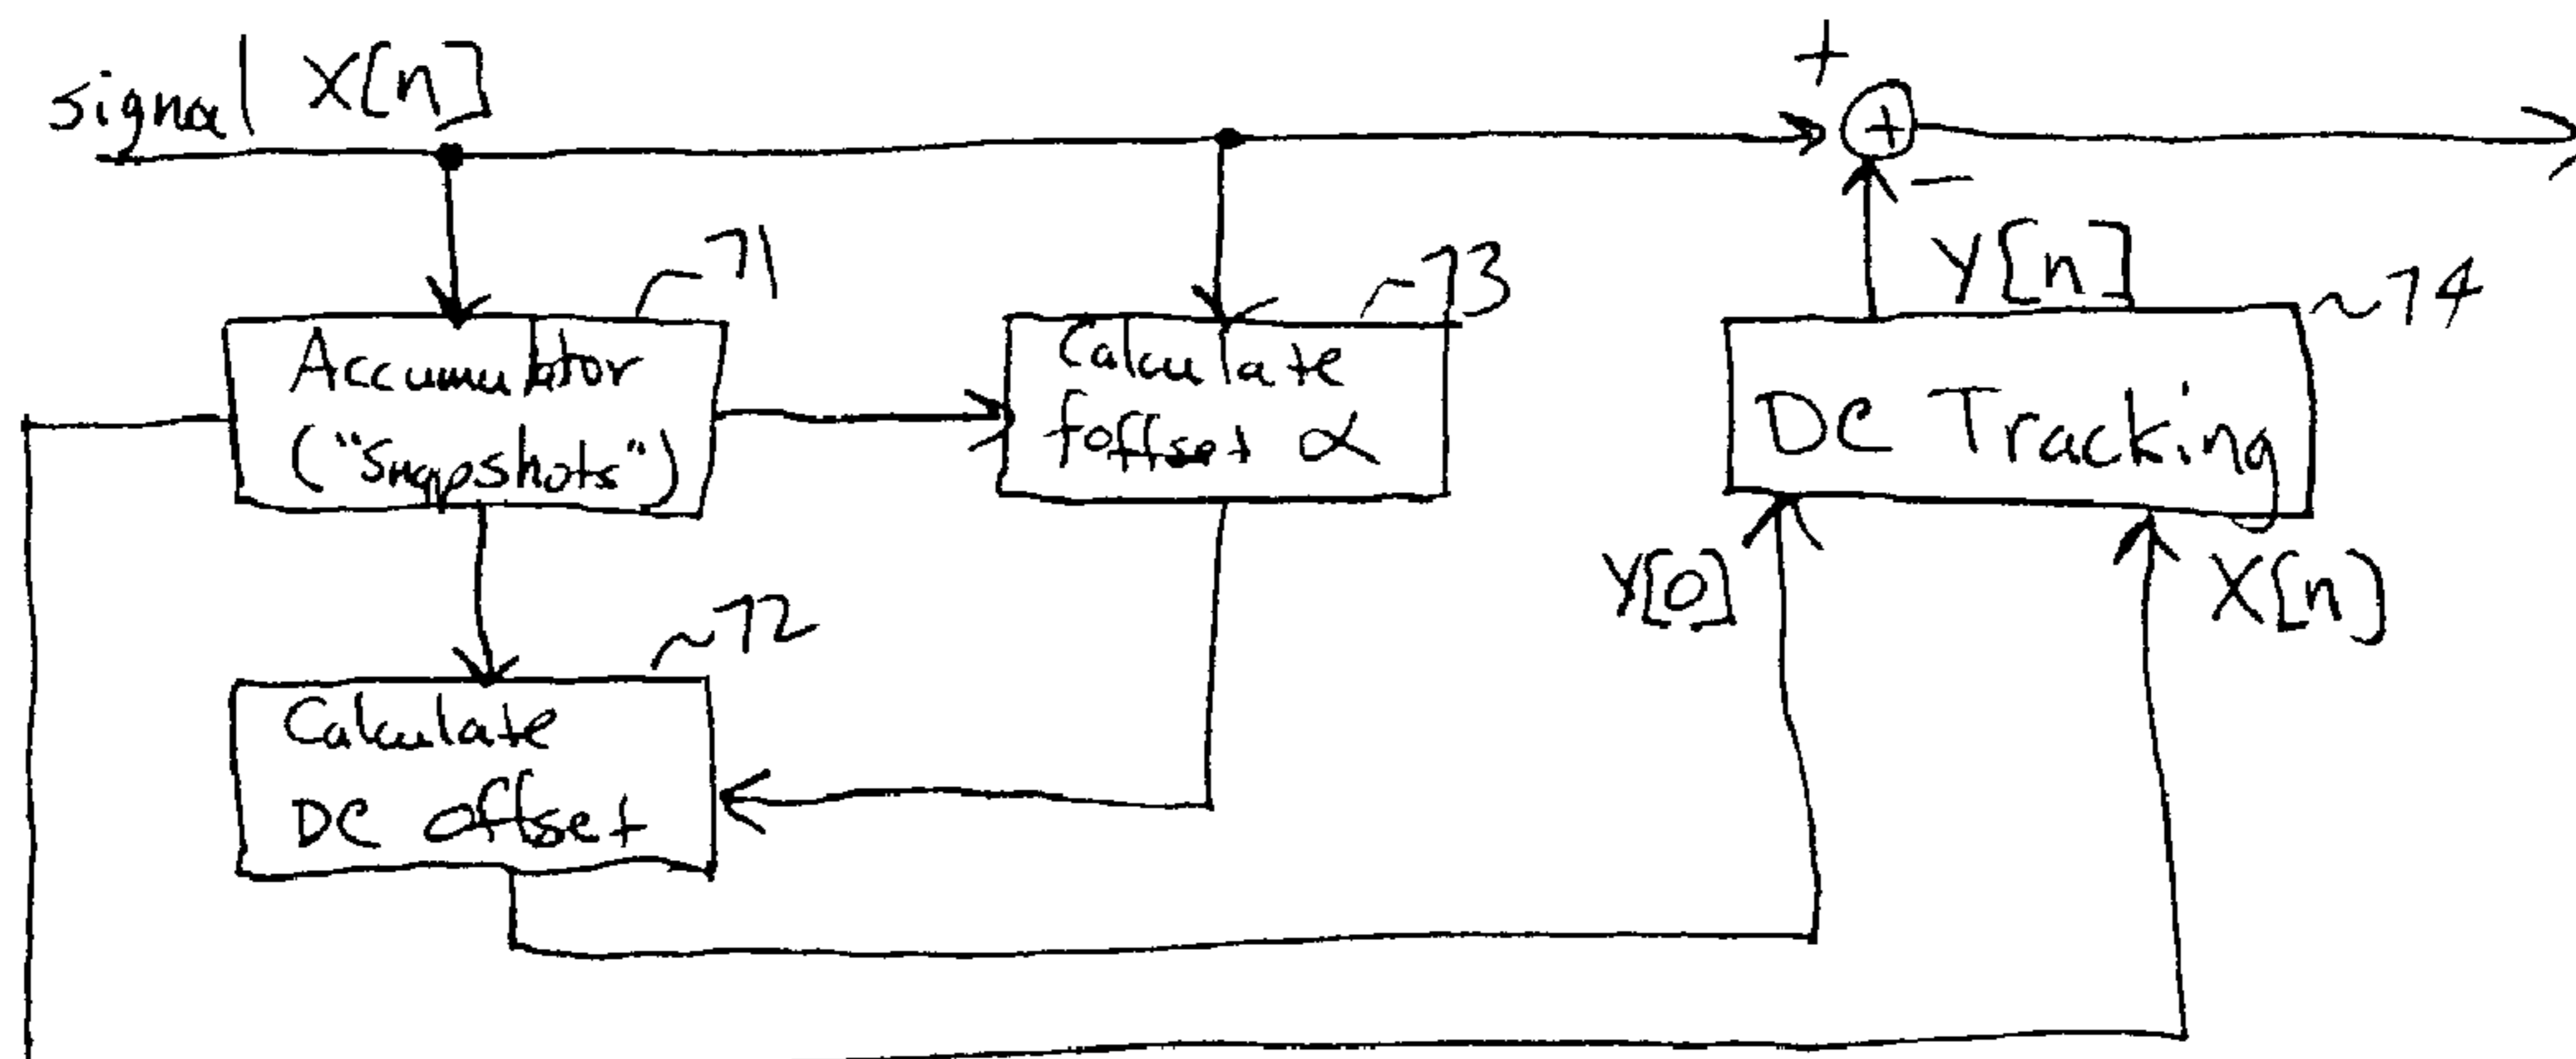 signal X[n]
+
+
−
~71
Accumulator
("Snapshots")
~73
Calculate
foffset α
Y[n]
~74
DC Tracking
Y[0]
X[n]
~72
Calculate
DC offset